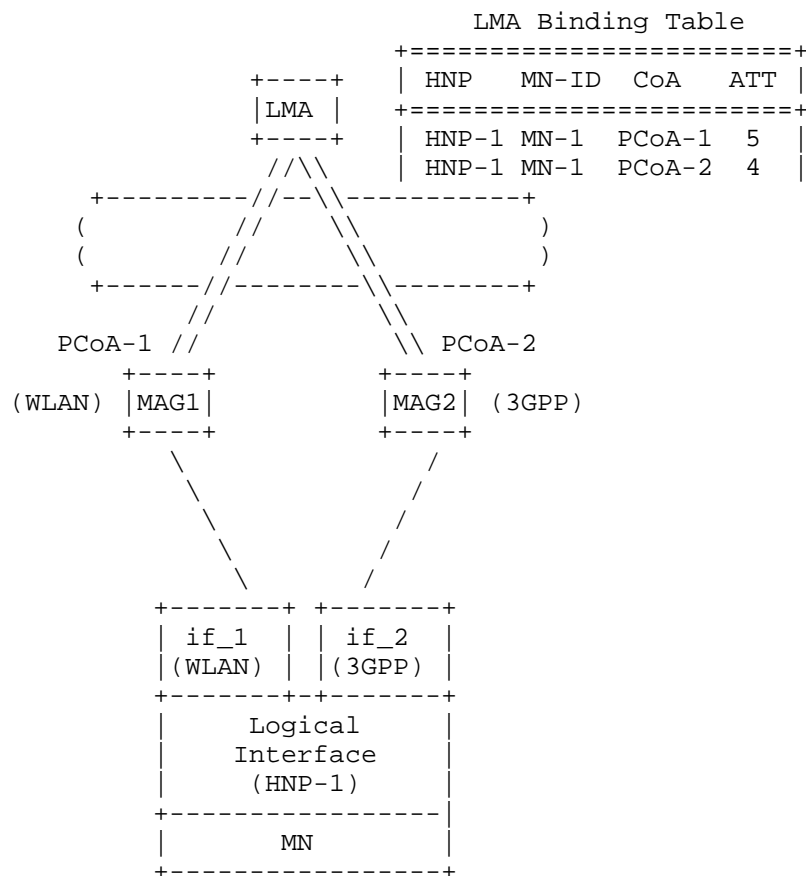 LMA Binding Table
+========================+
+----+ | HNP MN-ID CoA ATT |
|LMA | +========================+
+----+ | HNP-1 MN-1 PCoA-1 5 |
//\\ | HNP-1 MN-1 PCoA-2 4 |
+---------//--\\-----------+
( // \\ )
( // \\ )
+------//--------\\--------+
// \\
PCoA-1 // \\ PCoA-2
+----+ +----+
(WLAN) |MAG1| |MAG2| (3GPP)
+----+ +----+
\ /
\ /
\ /
\ /
\ /
+-------+ +-------+
| if_1 | | if_2 |
|(WLAN) | |(3GPP) |
+-------+-+-------+
| Logical |
| Interface |
| (HNP-1) |
+-----------------|
| MN |
+-----------------+